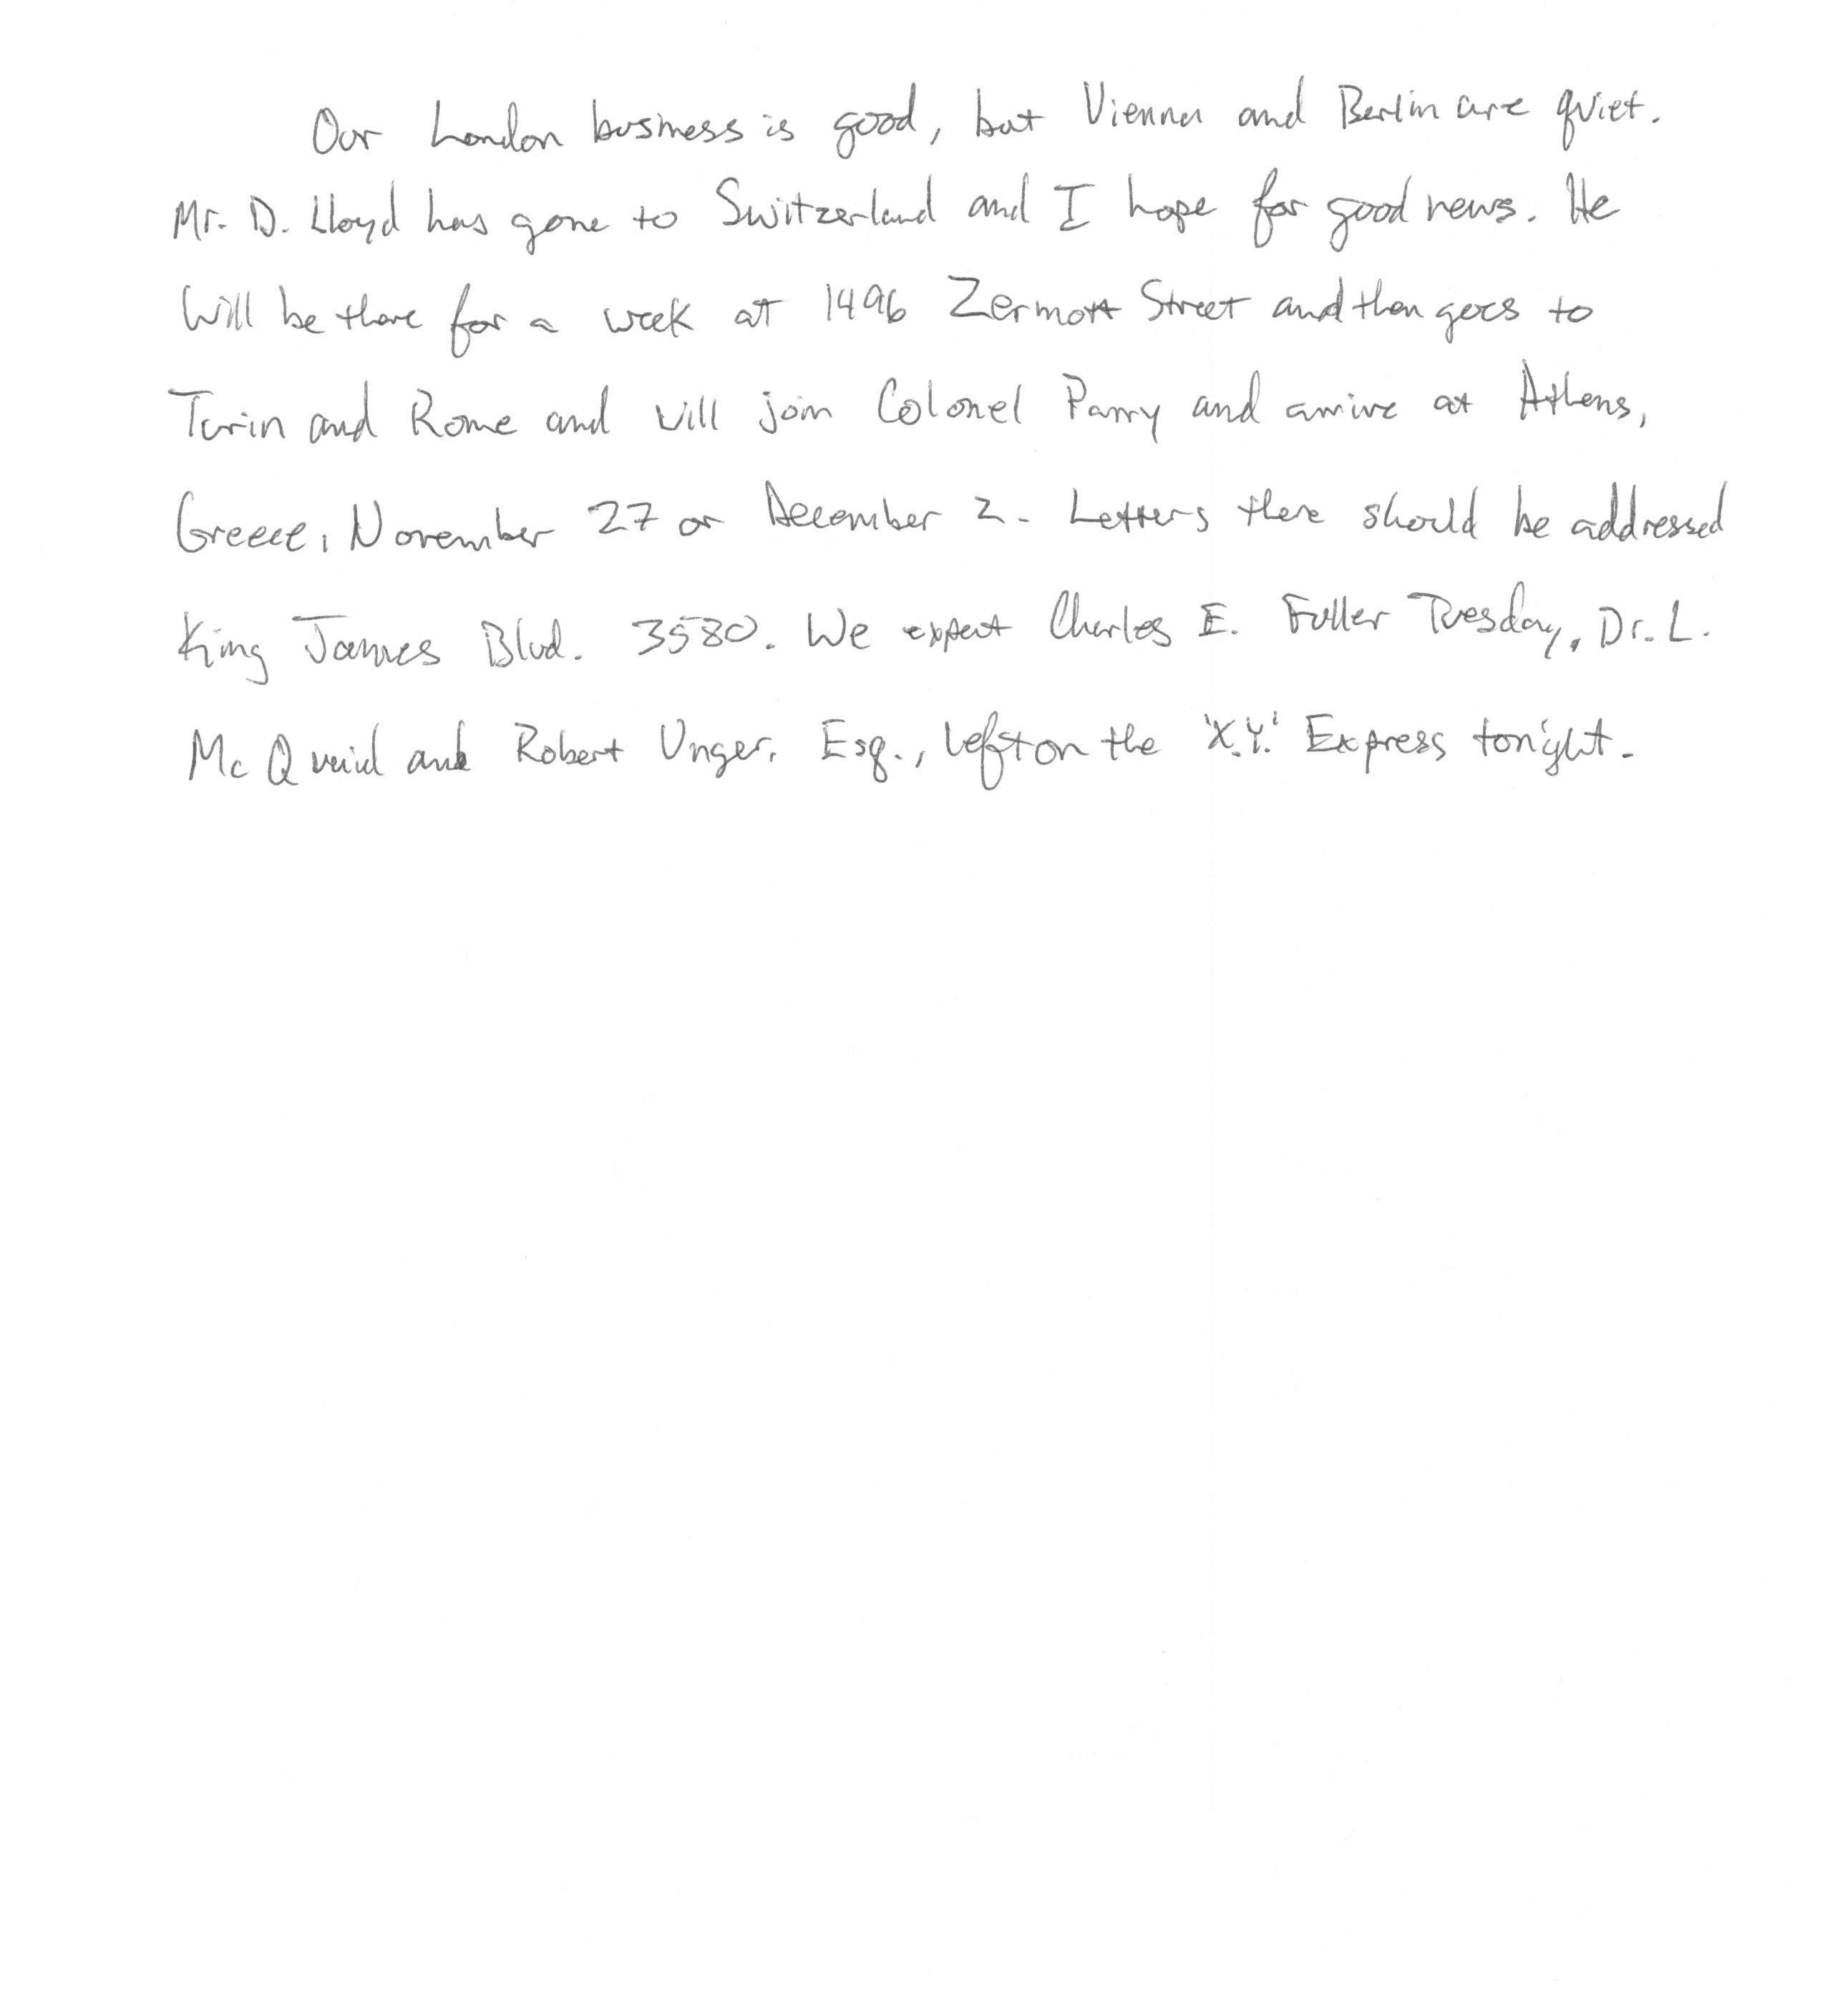 Our London business is good, but Vienna and Berlin are quiet.
Mr. D. Lloyd has gone to Switzerland and I hope for good news. He
will be there for a week at 1496 Zermott Street and then goes to
Turin and Rome and will join Colonel Parry and arrive at Athens,
Greece, November 27 or December 2. Letters there should be addressed
King James Blvd. 3580. We expect Charles E. Fuller Tuesday, Dr. L.
McQuaid and Robert Unger, Esq., left on the 'X.Y.' Express tonight.